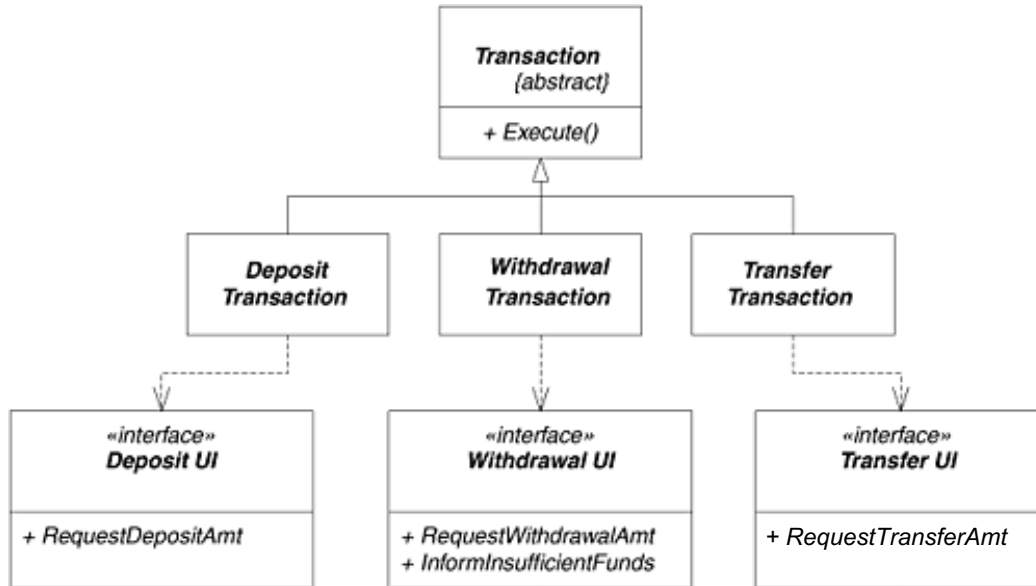 Transaction
{abstract}
+ Execute()
Deposit
Transaction
Withdrawal
Transaction
Transfer
Transaction
«interface»
Deposit UI
+ RequestDepositAmt
«interface»
Withdrawal UI
+ RequestWithdrawalAmt
+ InformInsufficientFunds
«interface»
Transfer UI
+ RequestTransferAmt